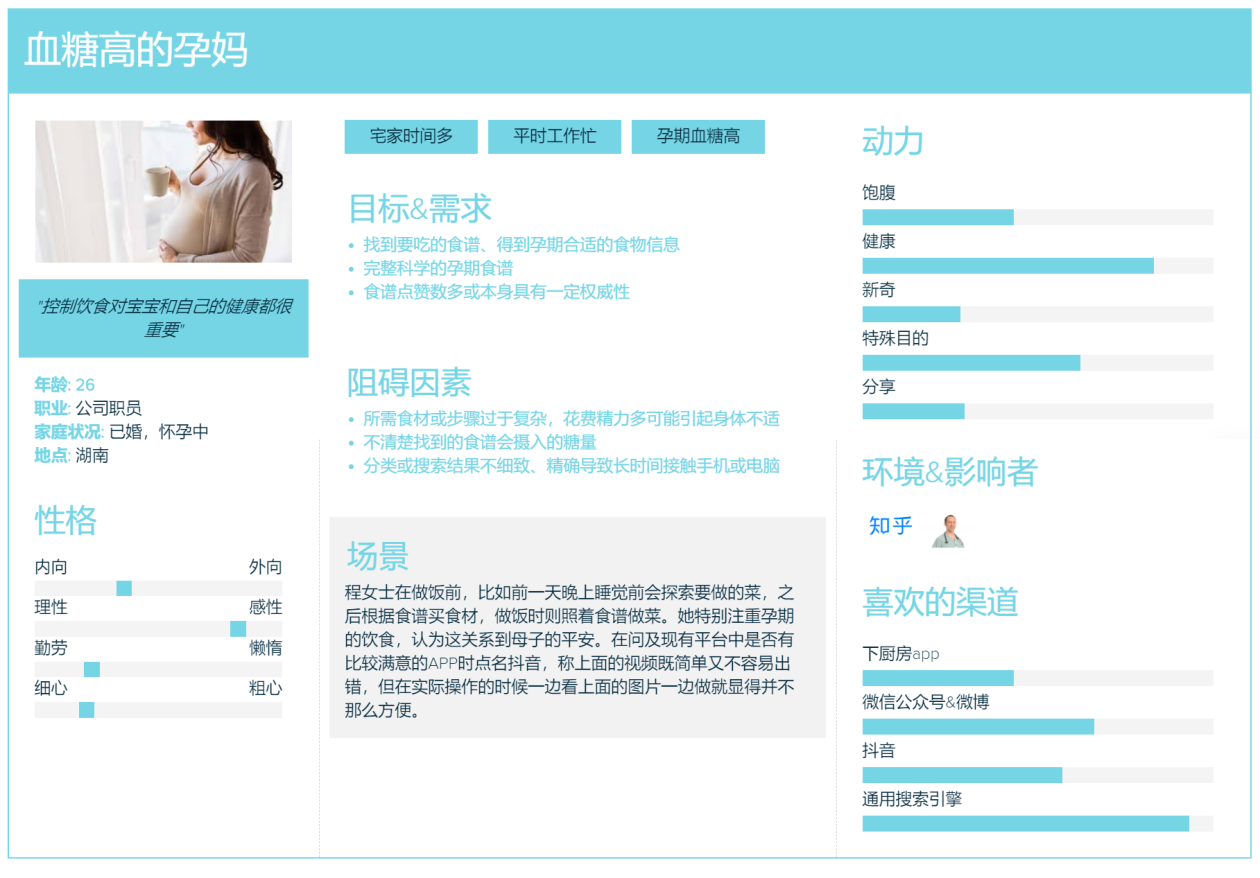 血糖高的孕妈
"控制饮食对宝宝和自己的健康都很
重要"
年龄: 26
职业: 公司职员
家庭状况: 已婚，怀孕中
地点: 湖南
性格
内向 外向
理性 感性
勤劳 懒惰
细心 粗心
宅家时间多 平时工作忙 孕期血糖高
目标&需求
• 找到要吃的食谱、得到孕期合适的食物信息
• 完整科学的孕期食谱
• 食谱点赞数多或本身具有一定权威性
阻碍因素
• 所需食材或步骤过于复杂，花费精力多可能引起身体不适
• 不清楚找到的食谱会摄入的糖量
• 分类或搜索结果不细致、精确导致长时间接触手机或电脑
场景
程女士在做饭前，比如前一天晚上睡觉前会探索要做的菜，之
后根据食谱买食材，做饭时则照着食谱做菜。她特别注重孕期
的饮食，认为这关系到母子的平安。在问及现有平台中是否有
比较满意的APP时点名抖音，称上面的视频既简单又不容易出
错，但在实际操作的时候一边看上面的图片一边做就显得并不
那么方便。
动力
饱腹
健康
新奇
特殊目的
分享
环境&影响者
知乎
喜欢的渠道
下厨房app
微信公众号&微博
抖音
通用搜索引擎